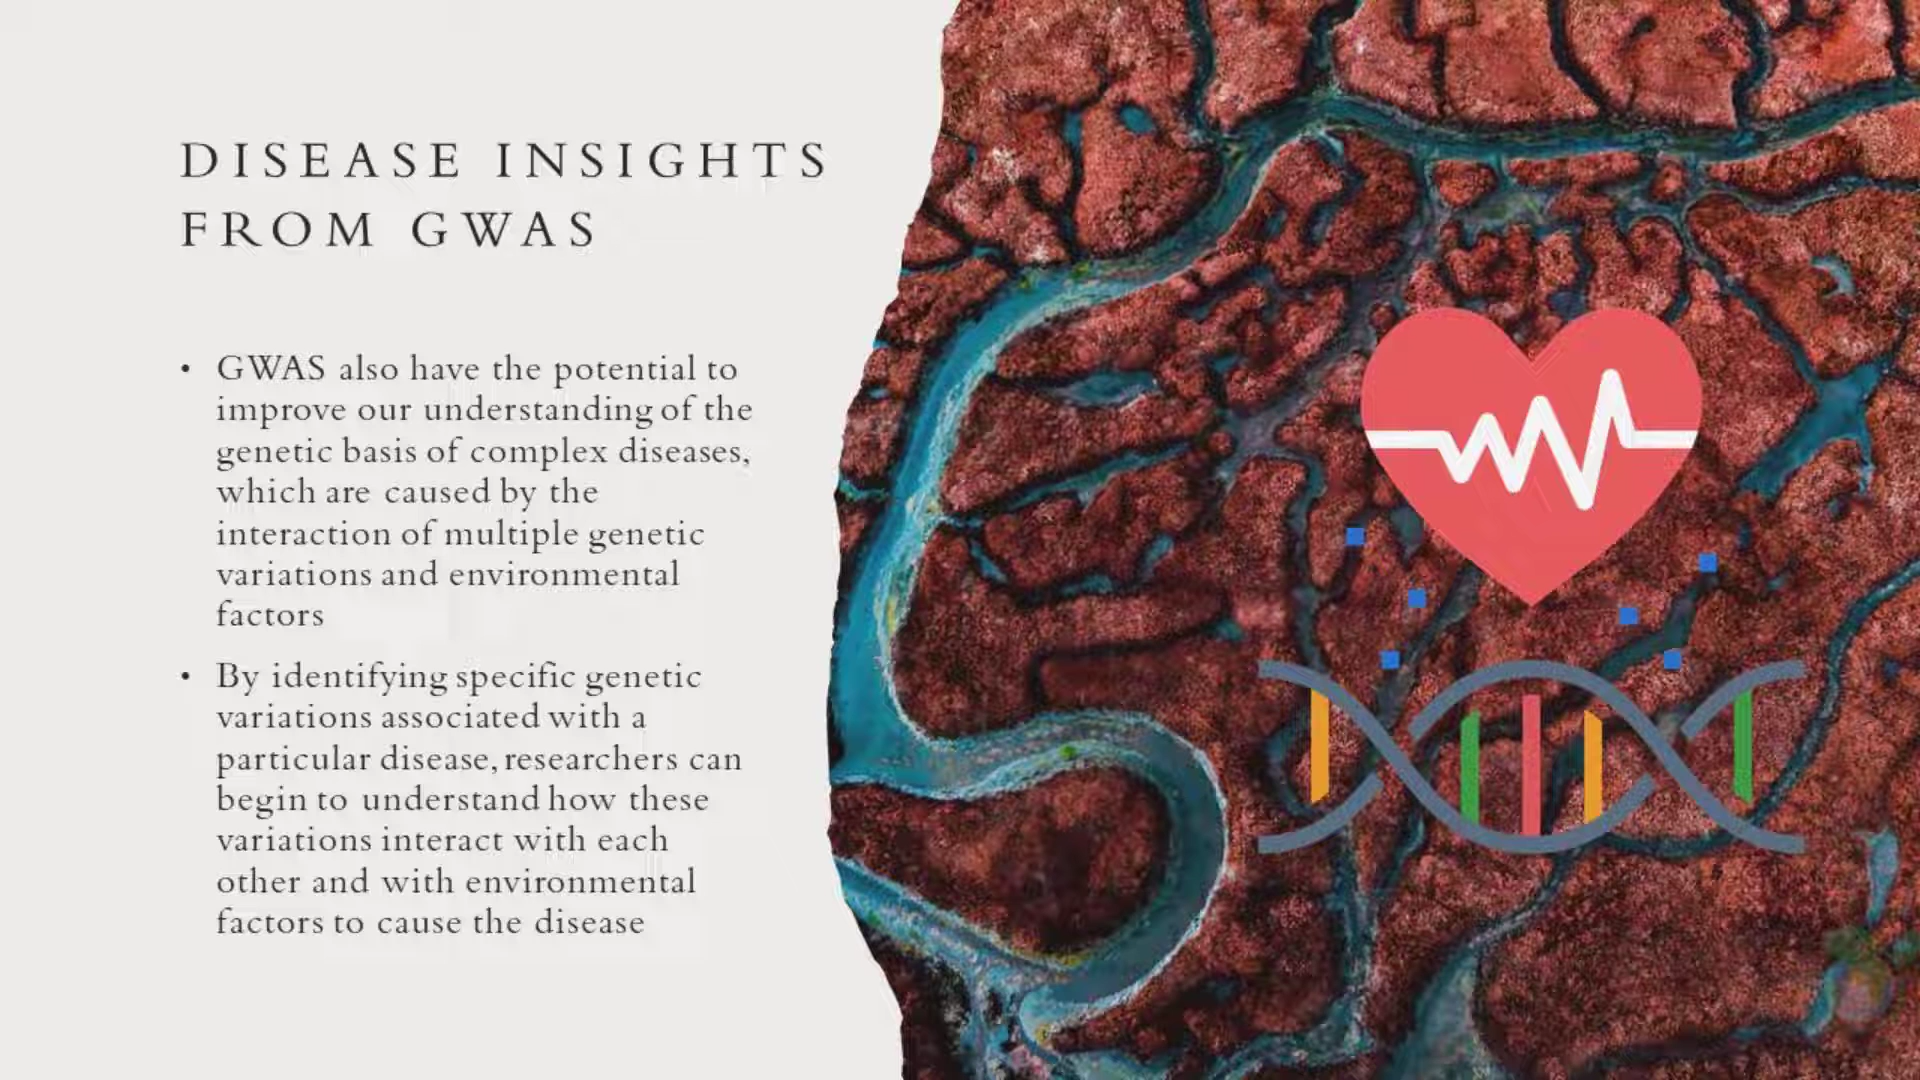 DISEASE INSIGHTS
FROM GWAS
• GWAS also have the potential to
improve our understanding of the
genetic basis of complex diseases,
which are caused by the
interaction of multiple genetic
variations and environmental
factors
• By identifying specific genetic
variations associated with a
particular disease, researchers can
begin to understand how these
variations interact with each
other and with environmental
factors to cause the disease